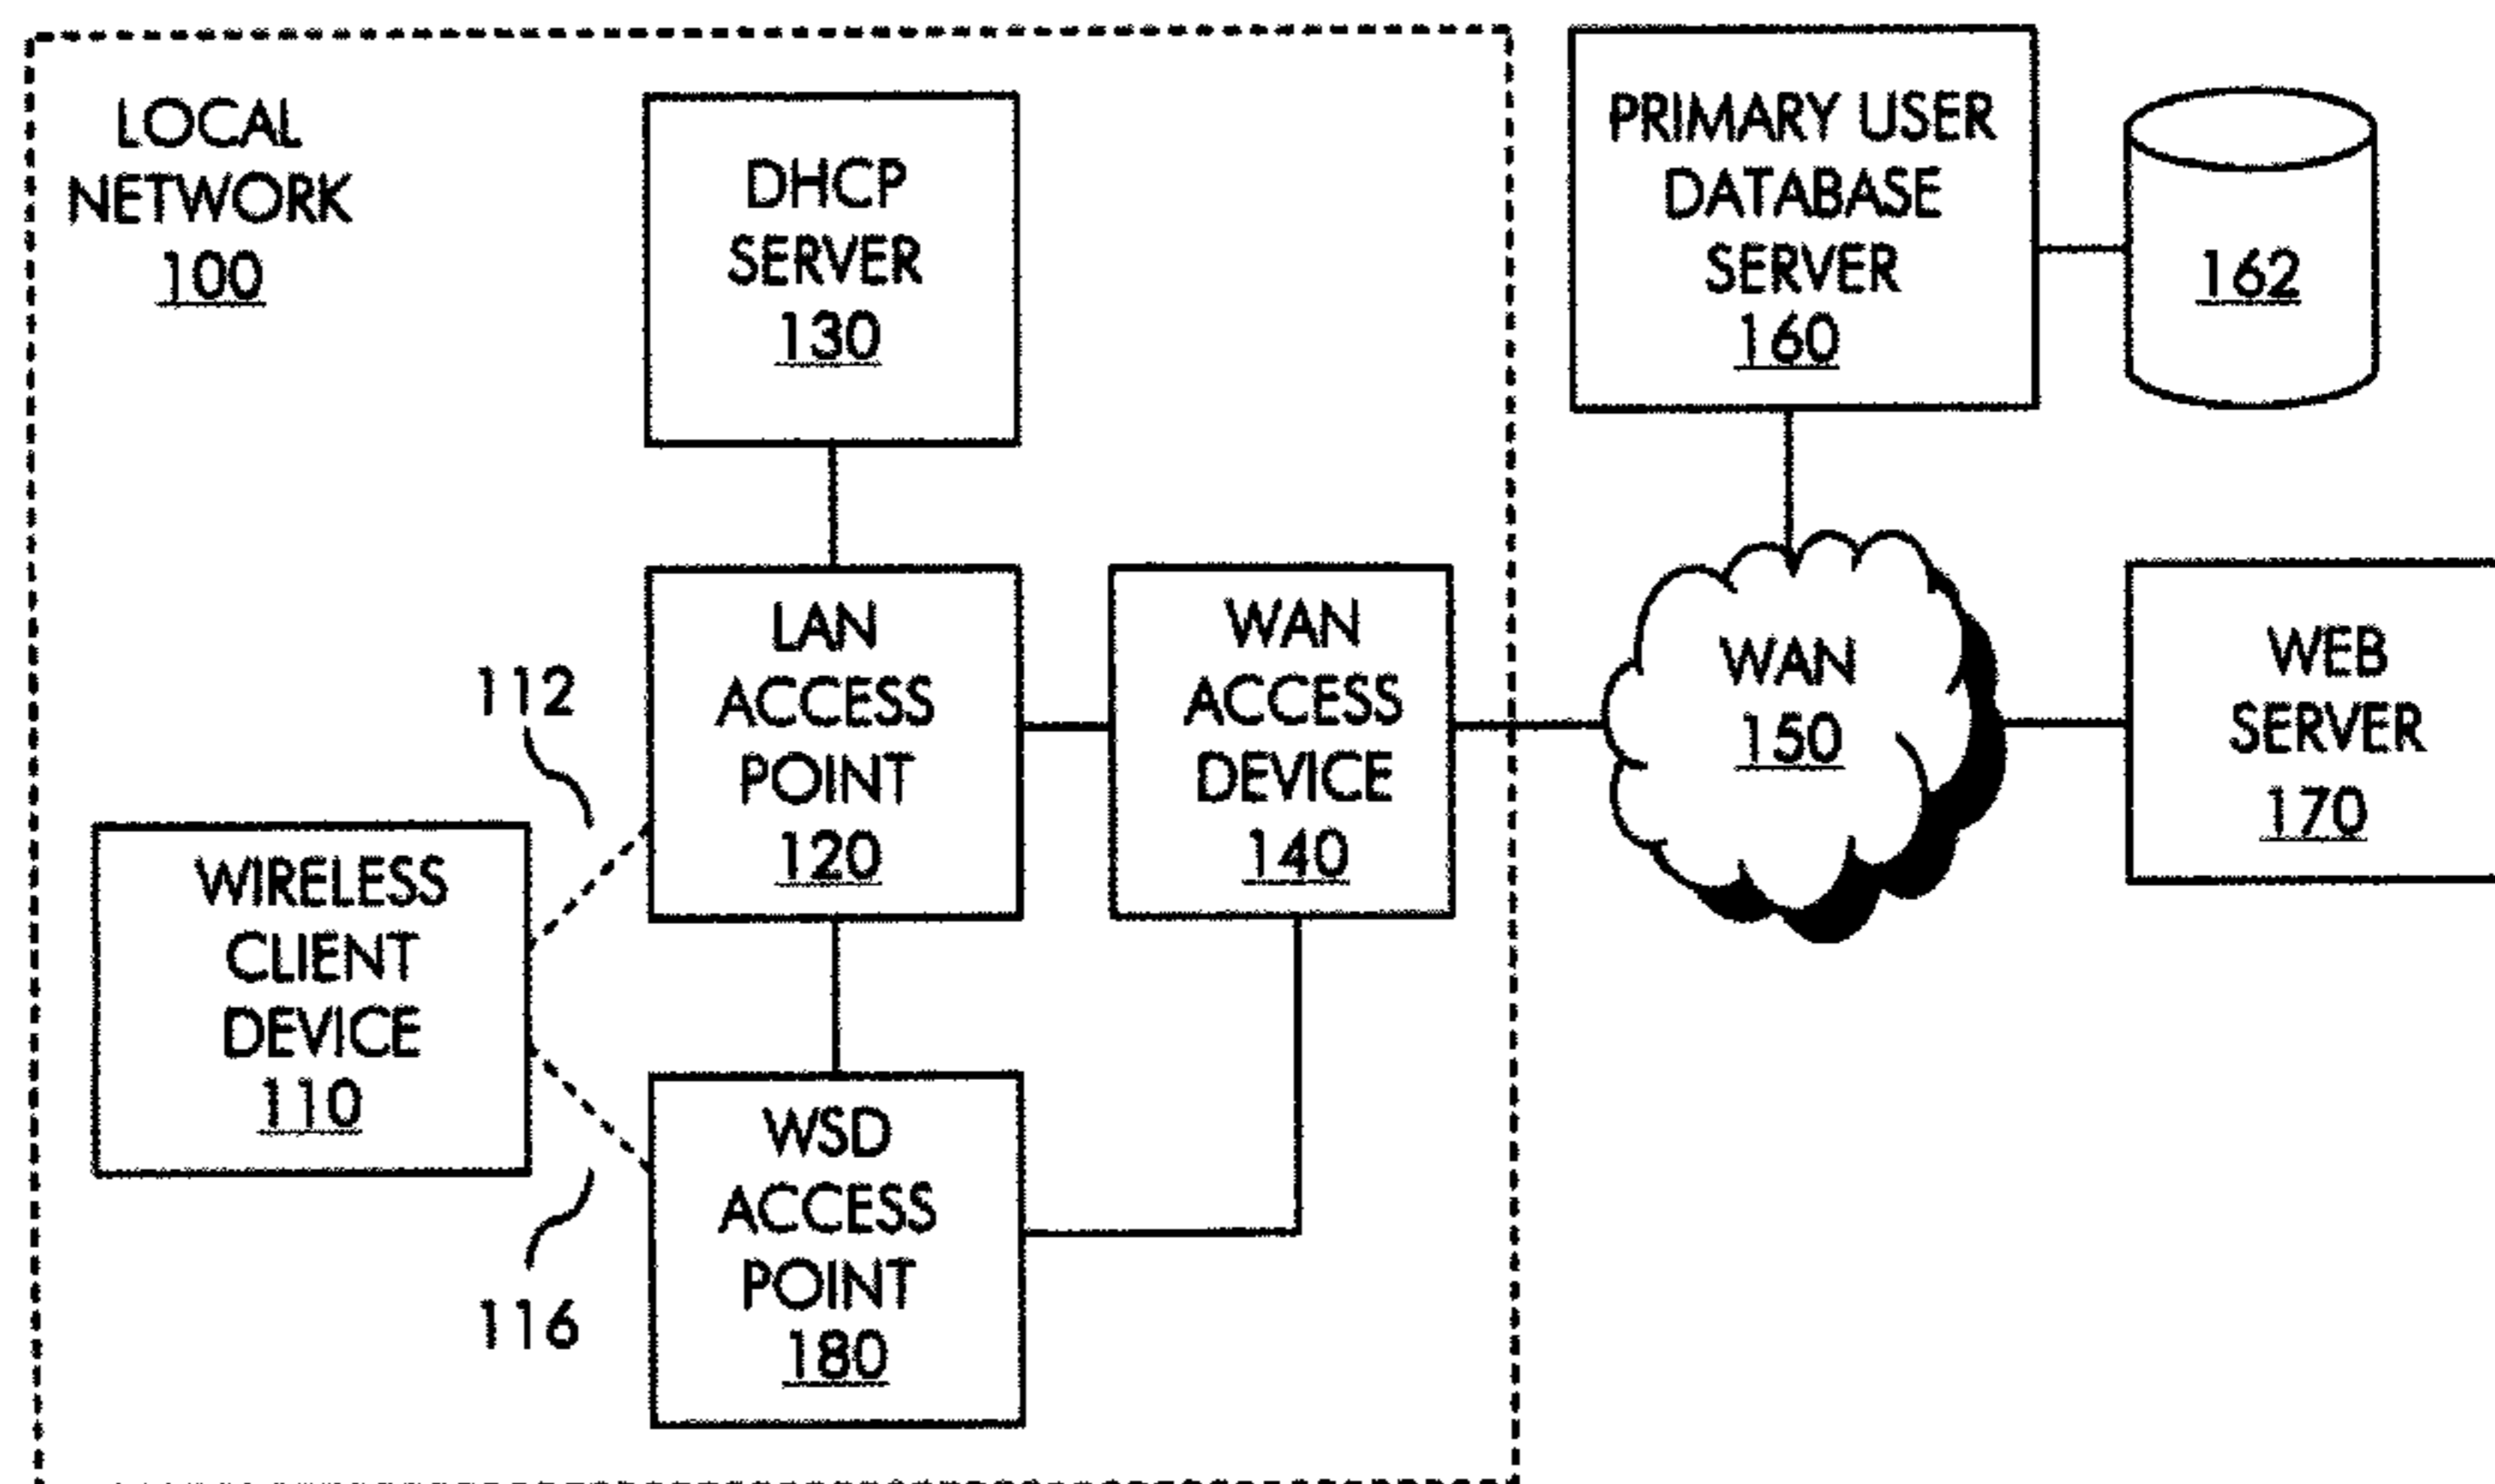 LOCAL
NETWORK
100
DHCP
SERVER
130
PRIMARY USER
DATABASE
SERVER
160
162
LAN
ACCESS
POINT
120
WAN
ACCESS
DEVICE
140
WAN
150
WEB
SERVER
170
112
WIRELESS
CLIENT
DEVICE
110
WSD
ACCESS
POINT
180
116